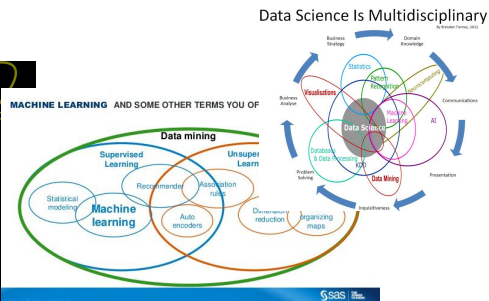 Data Science Is Multidisciplinary
By Brendan Tierney, 2012
Business
Strategy
Domain
Knowledge
Statistics
Pattern
Recognition
Neurocomputing
Visualisations
Business
Analyse
Communications
Machine
Learning
AI
Data Science
Databases
& Data Processing
KDD
Problem
Solving
Data Mining
Presentation
Inquisitiveness
MACHINE LEARNING AND SOME OTHER TERMS YOU OF
Data mining
Supervised
Learning
Unsupe
Learn
Recommender
Association
rules
Statistical
modeling
Machine
learning
Auto
encoders
reduction
organizing
maps
sas